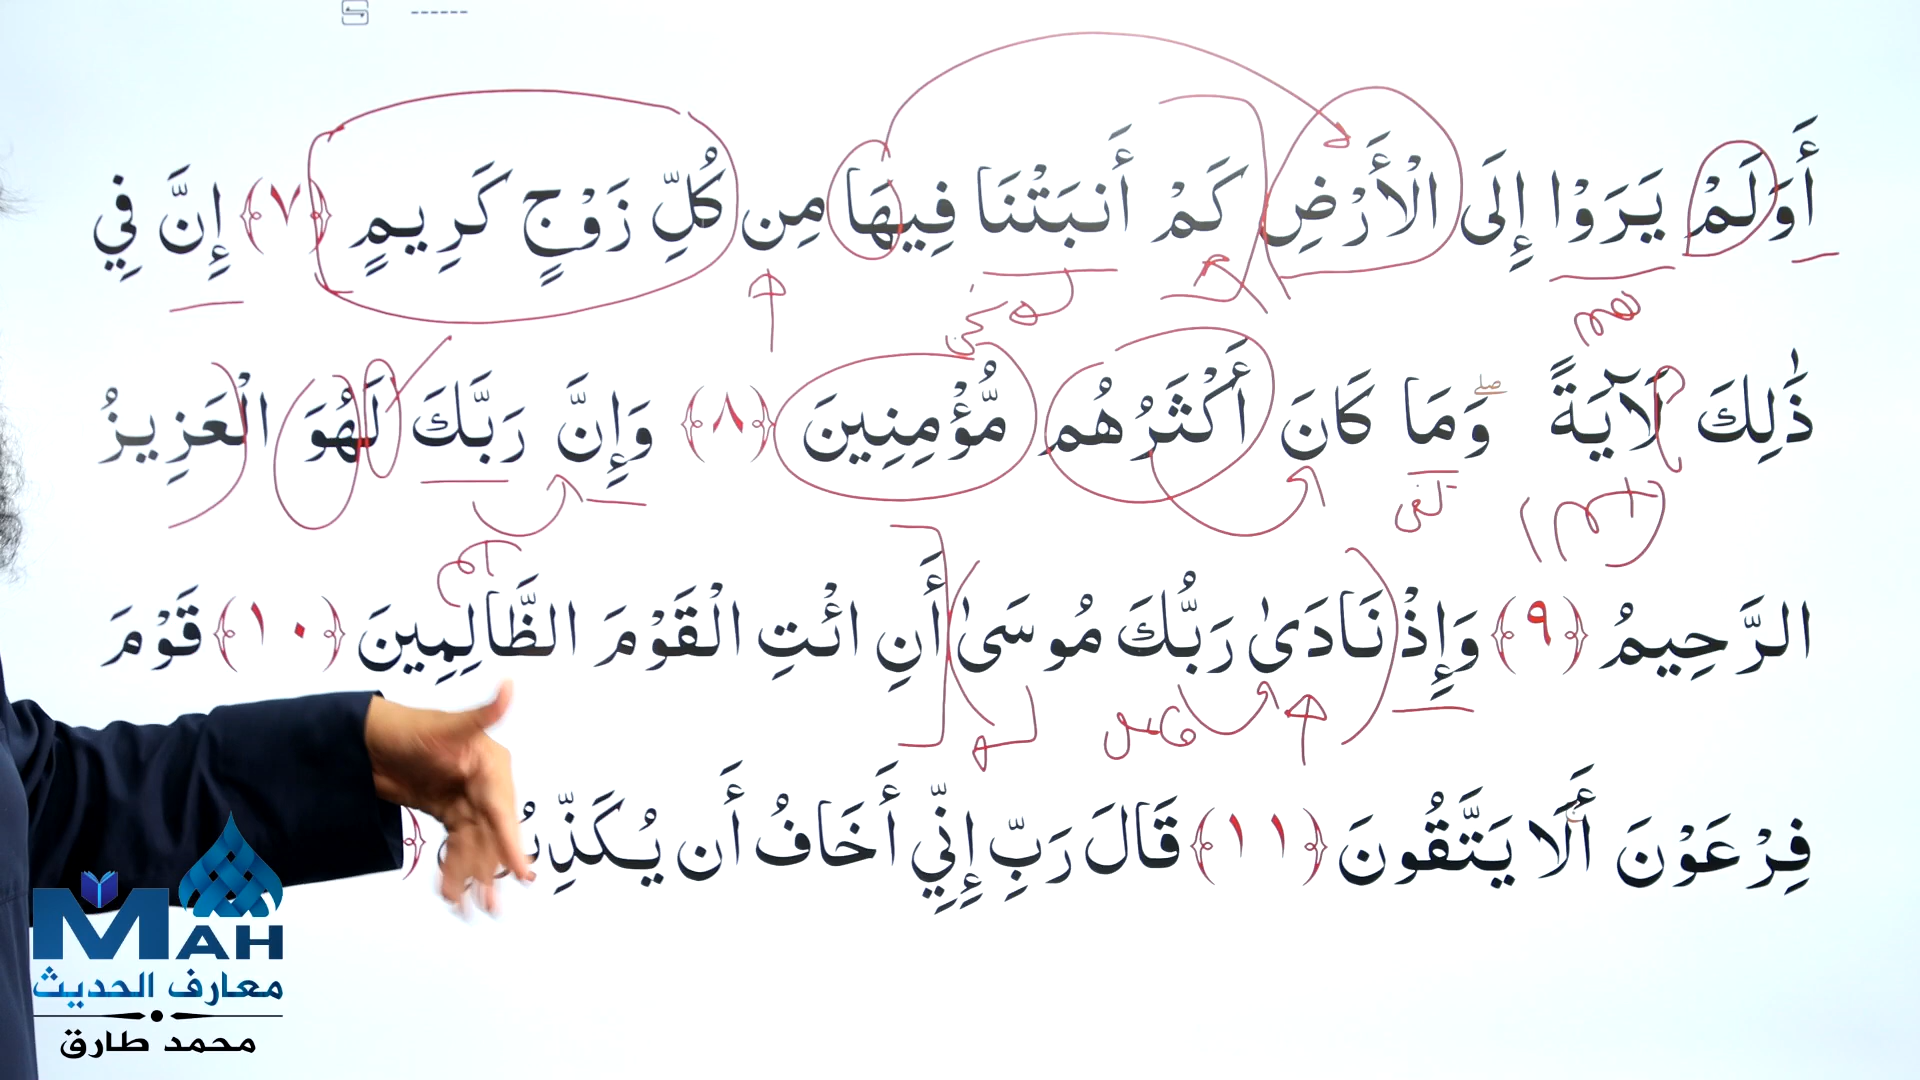 أَوَلَمْ يَرَوْا إِلَى الْأَرْضِ كَمْ أَنبَتْنَا فِيهَا مِن كُلِّ زَوْجٍ كَرِيمٍ ﴿٧﴾ إِنَّ فِي
ذَٰلِكَ لَآيَةً ۖ وَمَا كَانَ أَكْثَرُهُم مُّؤْمِنِينَ ﴿٨﴾ وَإِنَّ رَبَّكَ لَهُوَ الْعَزِيزُ
الرَّحِيمُ ﴿٩﴾ وَإِذْ نَادَىٰ رَبُّكَ مُوسَىٰ أَنِ ائْتِ الْقَوْمَ الظَّالِمِينَ ﴿١٠﴾ قَوْمَ
فِرْعَوْنَ ۚ أَلَا يَتَّقُونَ ﴿١١﴾ قَالَ رَبِّ إِنِّي أَخَافُ أَن
MAH
معارف الحديث
محمد طارق